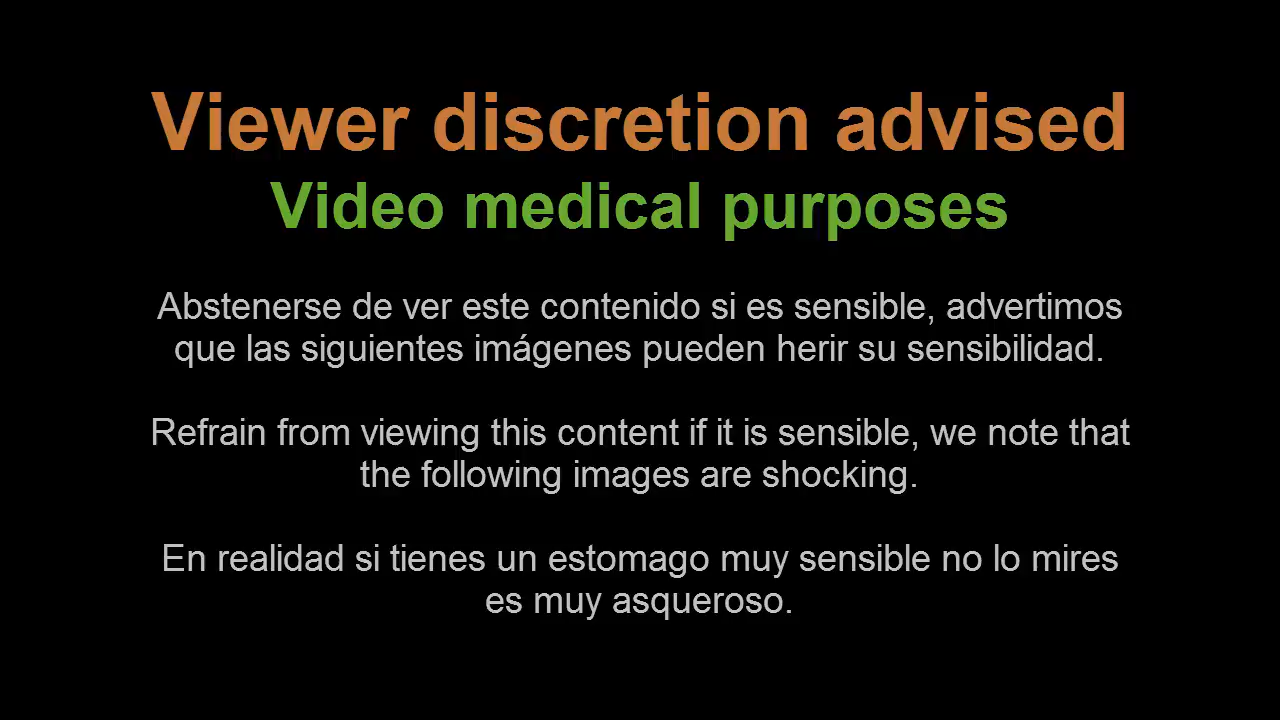 Viewer discretion advised
Video medical purposes
Abstenerse de ver este contenido si es sensible, advertimos
que las siguientes imágenes pueden herir su sensibilidad.
Refrain from viewing this content if it is sensible, we note that
the following images are shocking.
En realidad si tienes un estomago muy sensible no lo mires
es muy asqueroso.